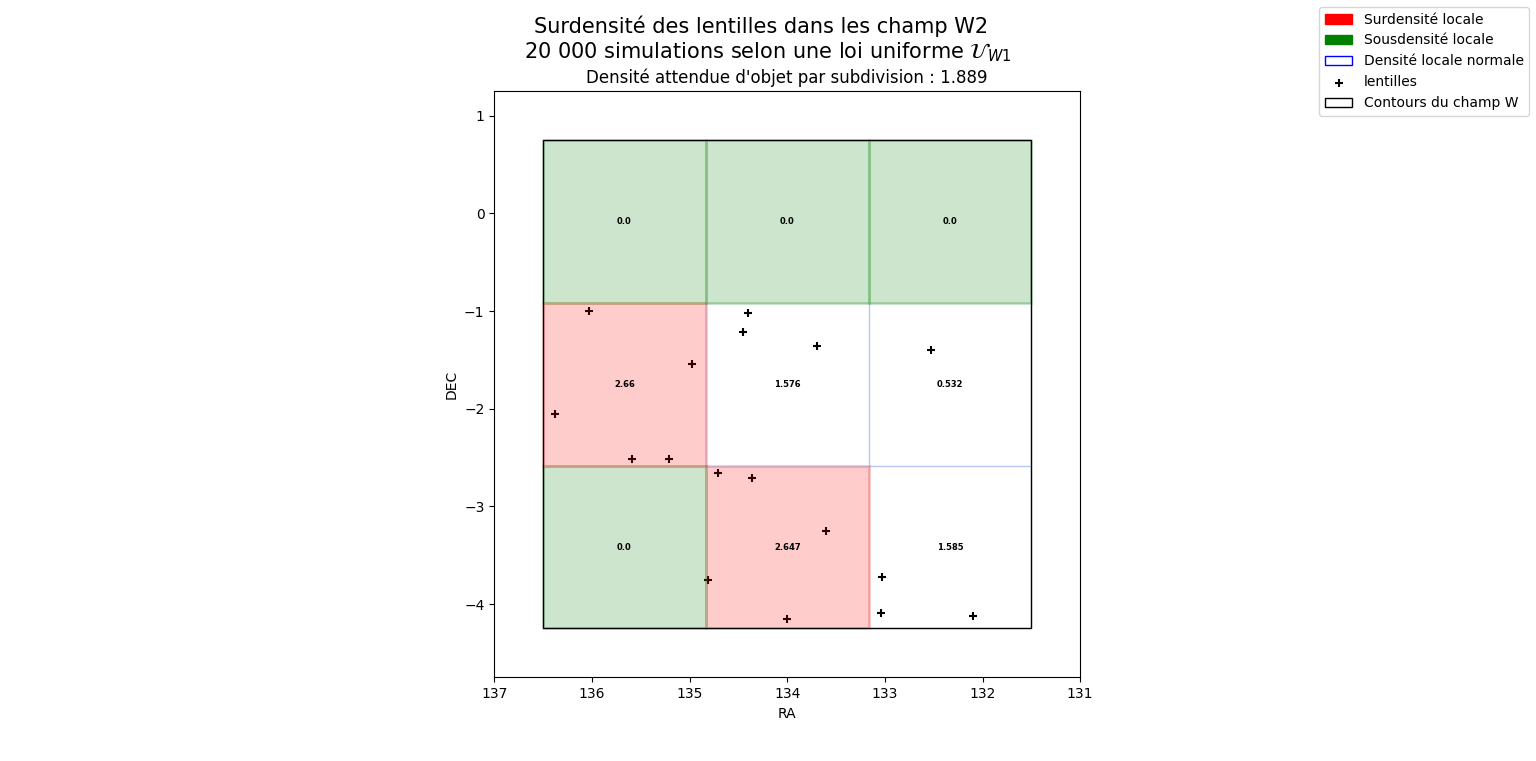 Surdensité des lentilles dans les champ W2
20 000 simulations selon une loi uniforme 𝒰W1
Densité attendue d'objet par subdivision : 1.889
Surdensité locale
Sousdensité locale
Densité locale normale
lentilles
Contours du champ W
1
0
−1
−2
−3
−4
DEC
0.0
0.0
0.0
2.66
1.576
0.532
0.0
2.647
1.585
137
136
135
134
133
132
131
RA